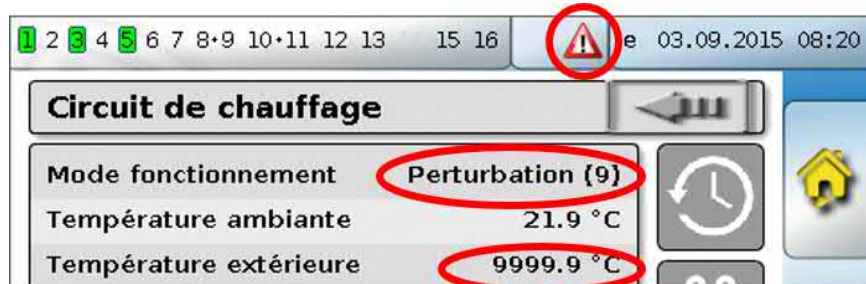 1 2 3 4 5 6 7 8•9 10•11 12 13 15 16 e 03.09.2015 08:20
Circuit de chauffage
Mode fonctionnement Perturbation (9)
Température ambiante 21.9 °C
Température extérieure 9999.9 °C